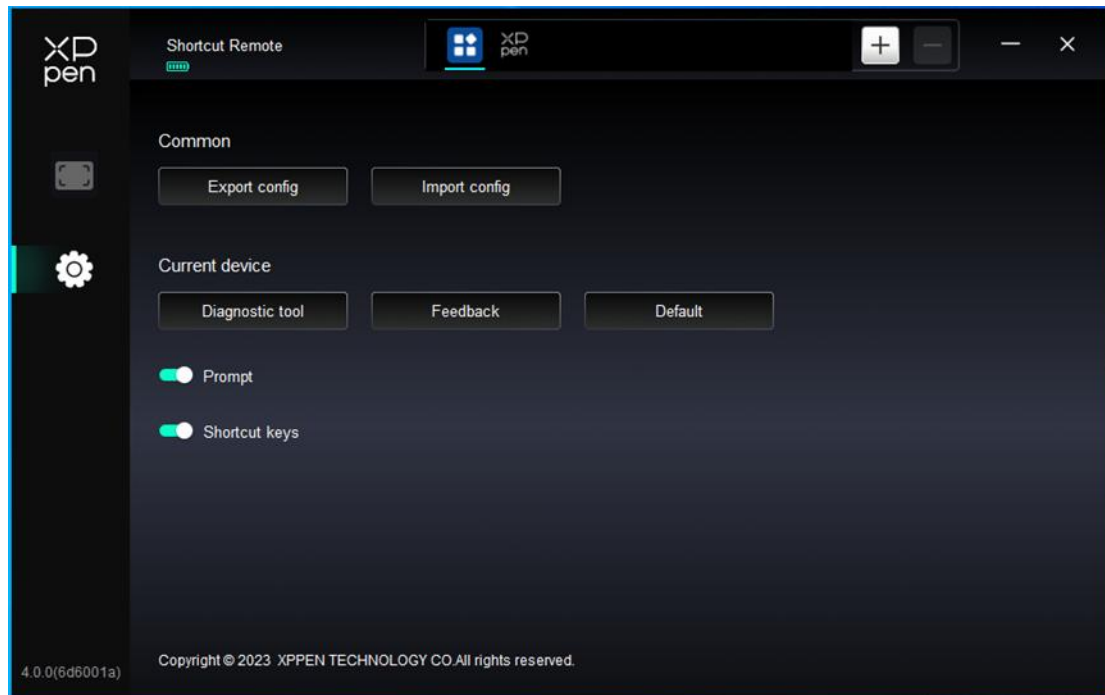 XP
pen
Shortcut Remote
XP
pen
Common
Export config
Import config
Current device
Diagnostic tool
Feedback
Default
Prompt
Shortcut keys
Copyright © 2023 XPPEN TECHNOLOGY CO.All rights reserved.
4.0.0(6d6001a)